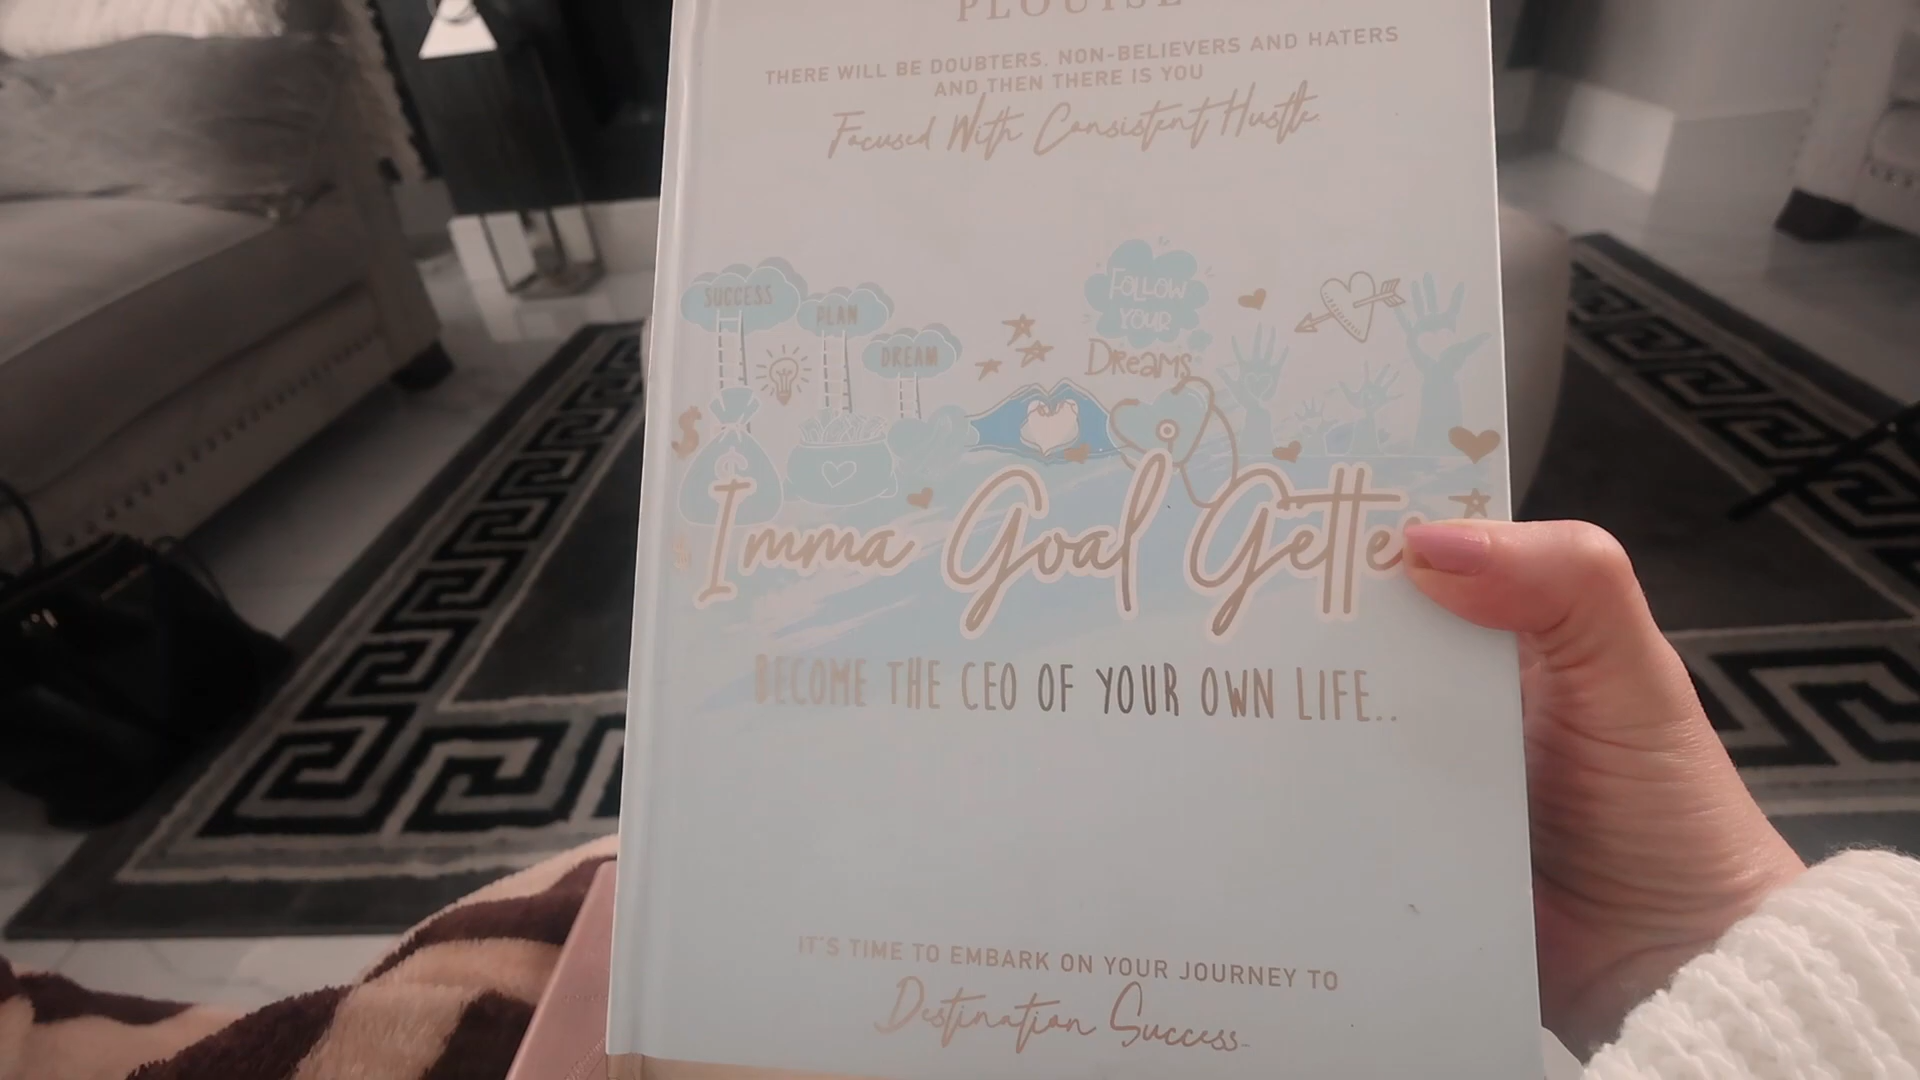 PLOUISE
THERE WILL BE DOUBTERS, NON-BELIEVERS AND HATERS
AND THEN THERE IS YOU
Focused With Consistent Hustle
SUCCESS
PLAN
DREAM
FOLLOW
YOUR
DREAMS
Imma Goal Gette
BECOME THE CEO OF YOUR OWN LIFE..
IT'S TIME TO EMBARK ON YOUR JOURNEY TO
Destination Success